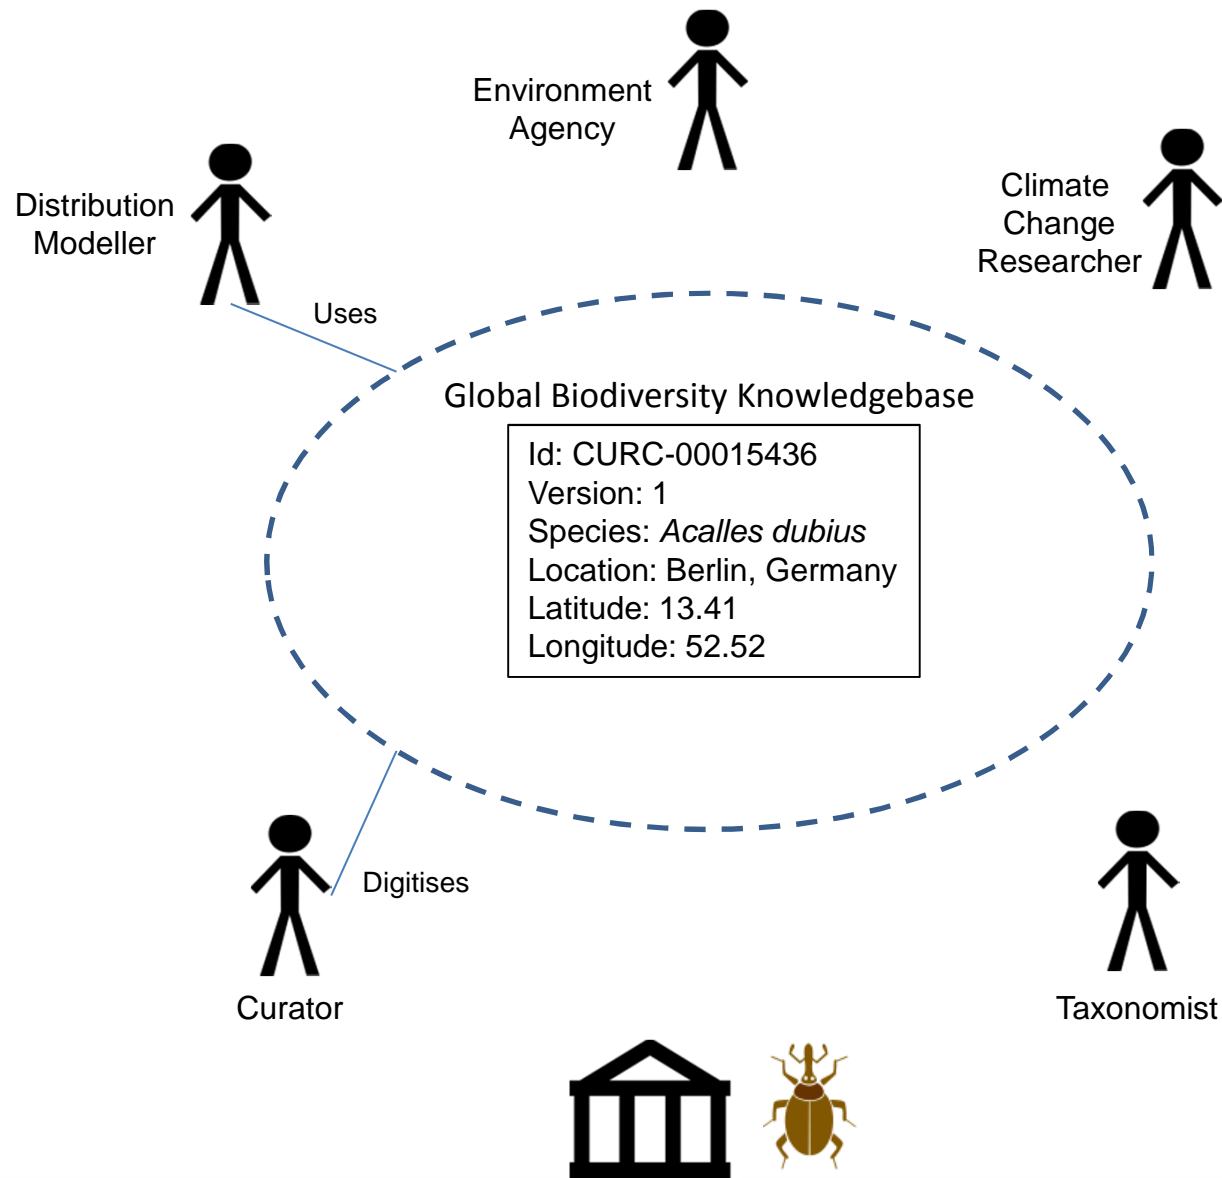 Environment
Agency
Distribution
Modeller
Climate
Change
Researcher
Uses
Global Biodiversity Knowledgebase
Id: CURC-00015436
Version: 1
Species: Acalles dubius
Location: Berlin, Germany
Latitude: 13.41
Longitude: 52.52
Digitises
Curator
Taxonomist